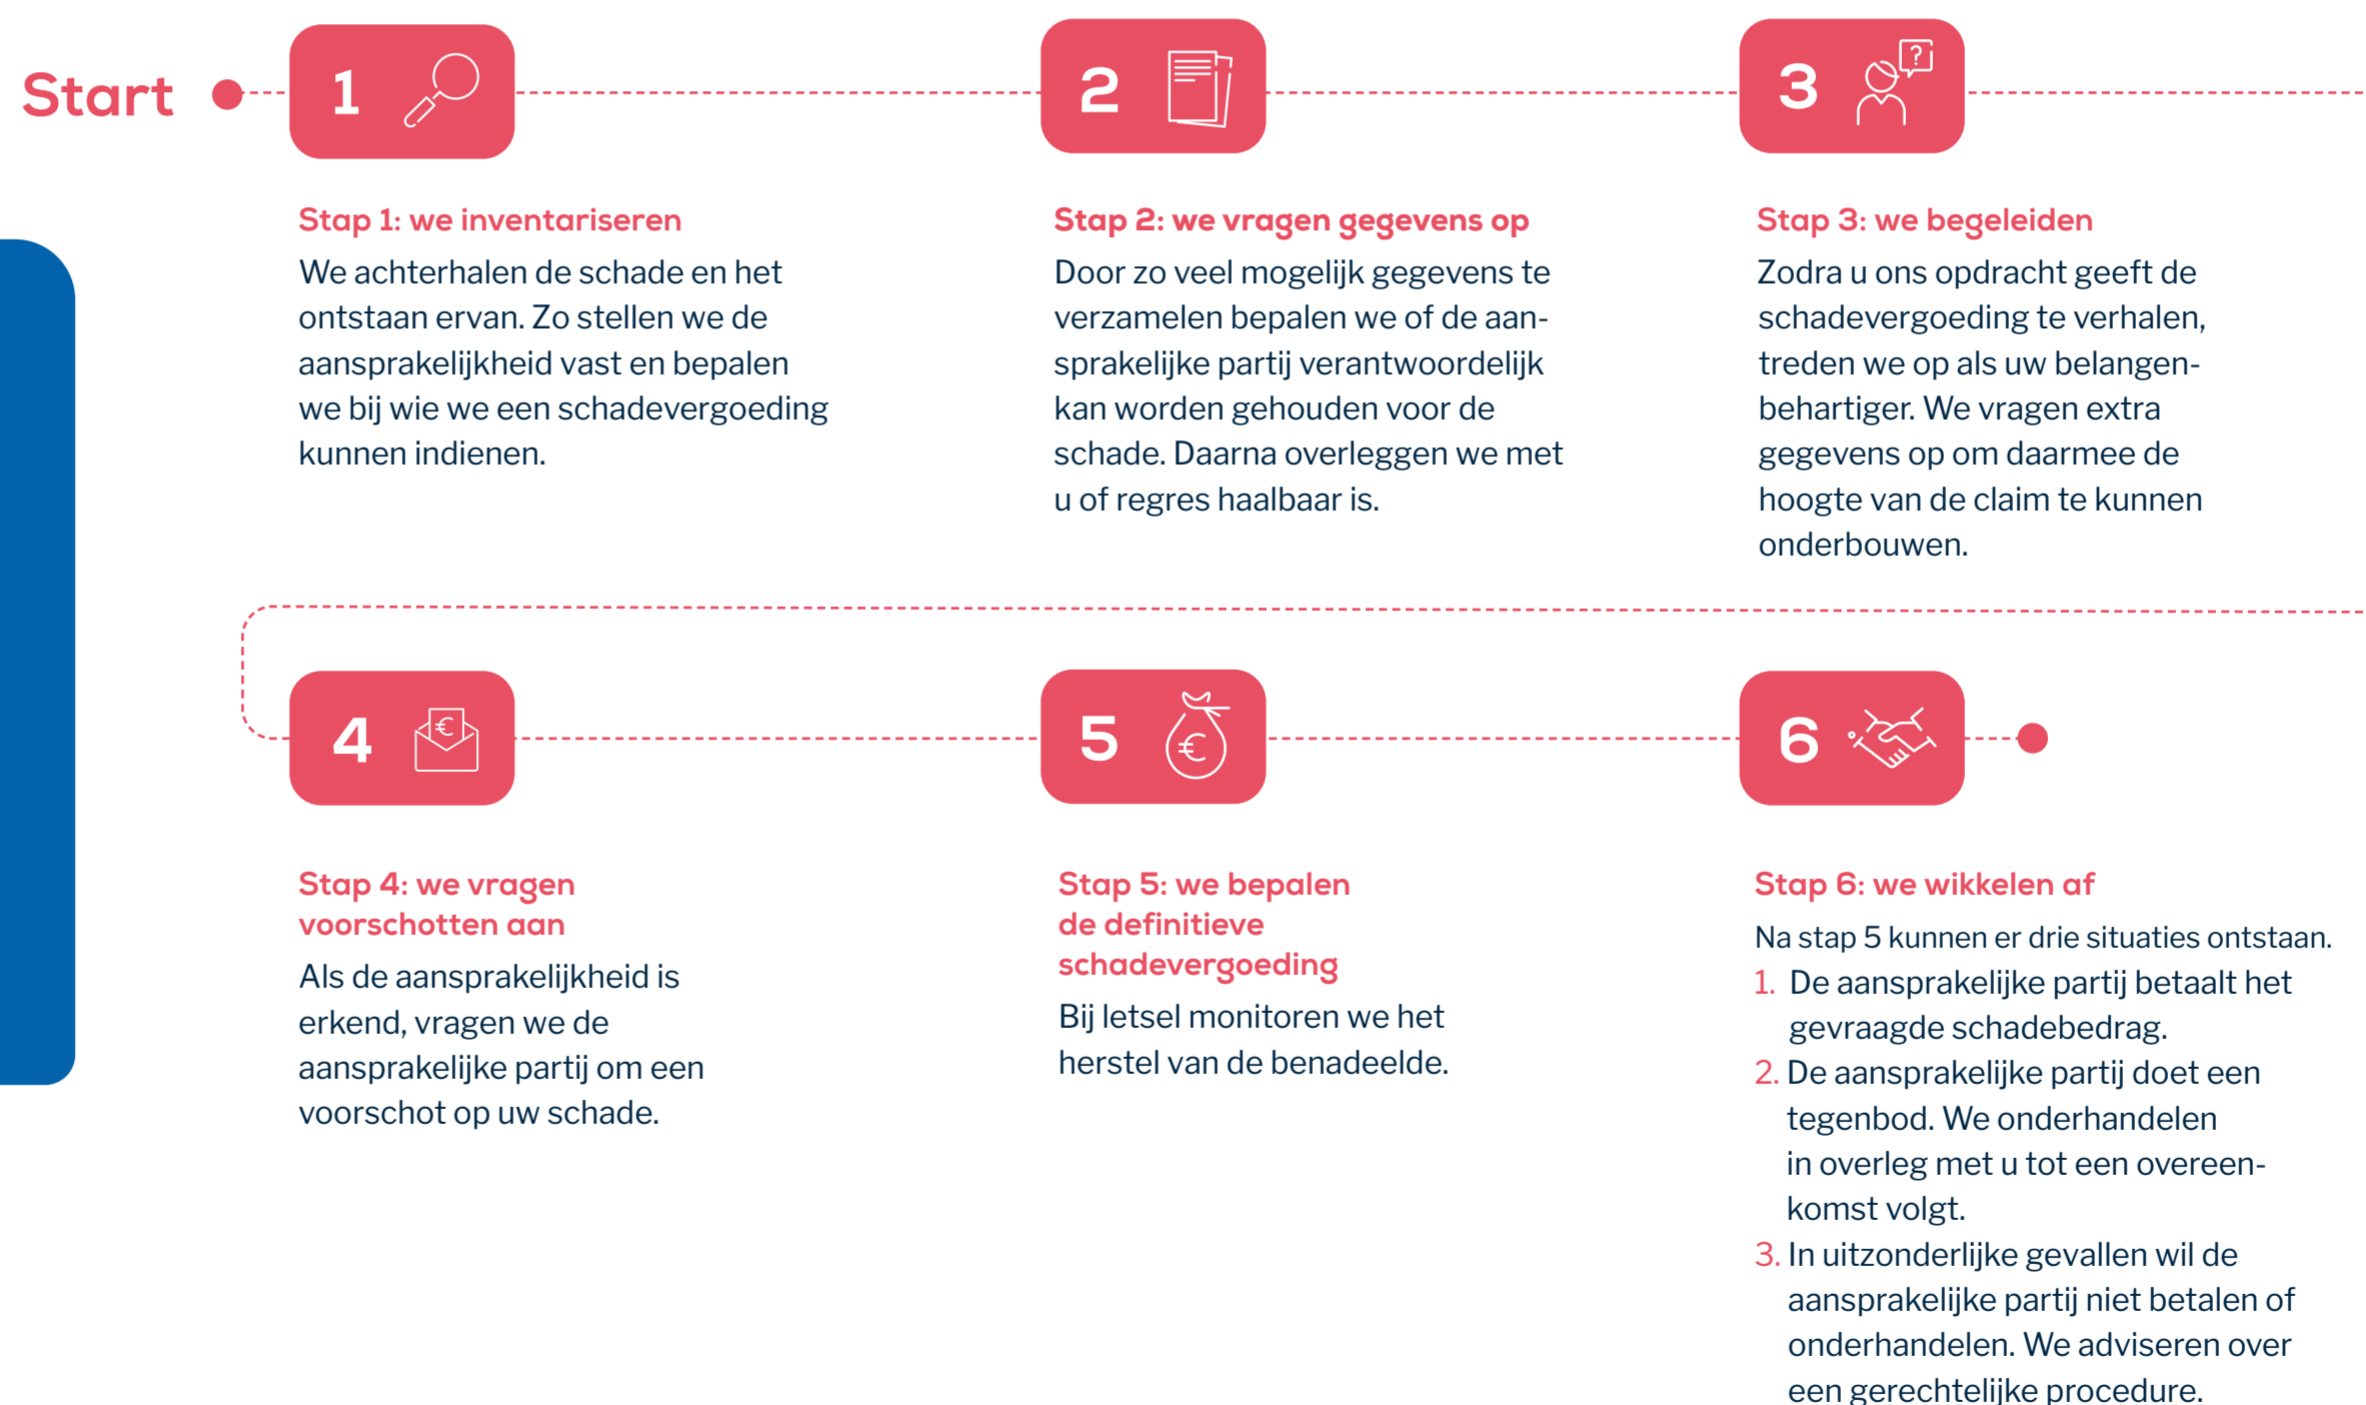 Start
1
2
3
?
Stap 1: we inventariseren
We achterhalen de schade en het
ontstaan ervan. Zo stellen we de
aansprakelijkheid vast en bepalen
we bij wie we een schadevergoeding
kunnen indienen.
Stap 2: we vragen gegevens op
Door zo veel mogelijk gegevens te
verzamelen bepalen we of de aan-
sprakelijke partij verantwoordelijk
kan worden gehouden voor de
schade. Daarna overleggen we met
u of regres haalbaar is.
Stap 3: we begeleiden
Zodra u ons opdracht geeft de
schadevergoeding te verhalen,
treden we op als uw belangen-
behartiger. We vragen extra
gegevens op om daarmee de
hoogte van de claim te kunnen
onderbouwen.
4
€
5
€
6
Stap 4: we vragen
voorschotten aan
Als de aansprakelijkheid is
erkend, vragen we de
aansprakelijke partij om een
voorschot op uw schade.
Stap 5: we bepalen
de definitieve
schadevergoeding
Bij letsel monitoren we het
herstel van de benadeelde.
Stap 6: we wikkelen af
Na stap 5 kunnen er drie situaties ontstaan.
1. De aansprakelijke partij betaalt het
gevraagde schadebedrag.
2. De aansprakelijke partij doet een
tegenbod. We onderhandelen
in overleg met u tot een overeen-
komst volgt.
3. In uitzonderlijke gevallen wil de
aansprakelijke partij niet betalen of
onderhandelen. We adviseren over
een gerechtelijke procedure.